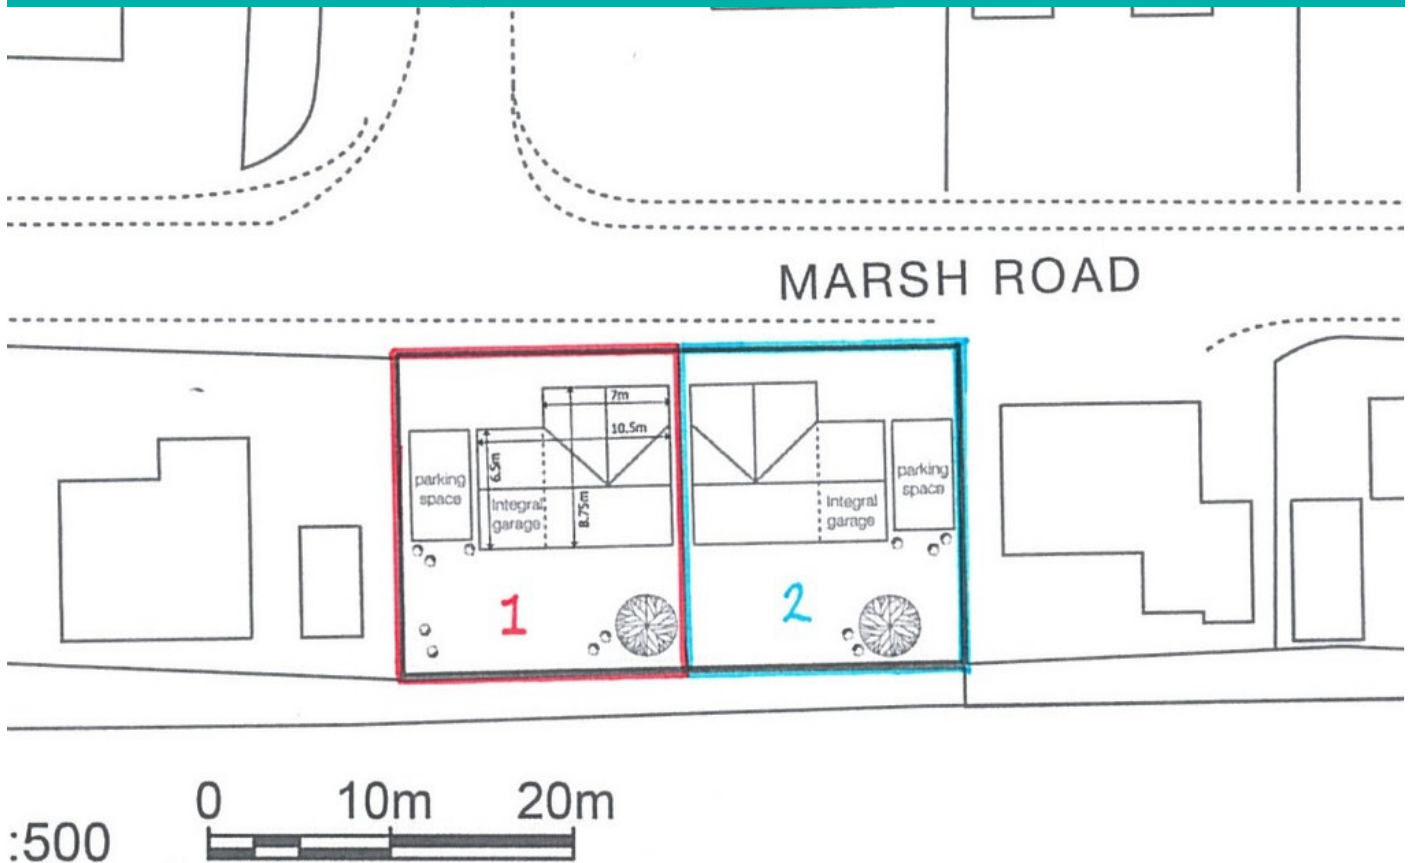 MARSH ROAD
7m
10.5m
6.5m
8.75m
parking
space
Integral
garage
parking
space
Integral
garage
1
2
0 10m 20m
:500